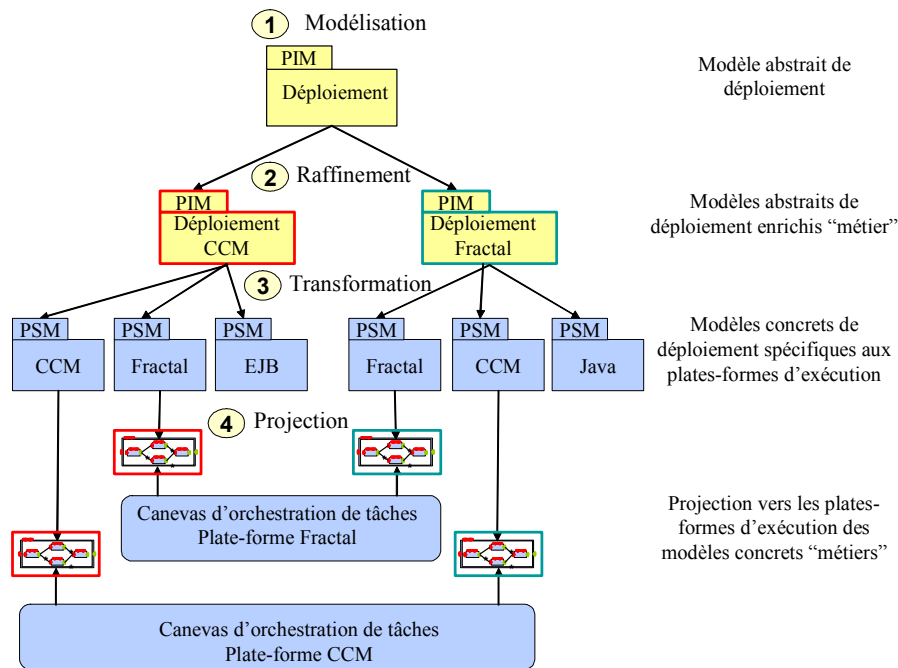 1 Modélisation
PIM
Déploiement
Modèle abstrait de
déploiement
2 Raffinement
PIM
Déploiement
CCM
PIM
Déploiement
Fractal
Modèles abstraits de
déploiement enrichis “métier”
3 Transformation
PSM
CCM
PSM
Fractal
PSM
EJB
PSM
Fractal
PSM
CCM
PSM
Java
Modèles concrets de
déploiement spécifiques aux
plates-formes d’exécution
4 Projection
Canevas d’orchestration de tâches
Plate-forme Fractal
Projection vers les plates-
formes d’exécution des
modèles concrets “métiers”
Canevas d’orchestration de tâches
Plate-forme CCM